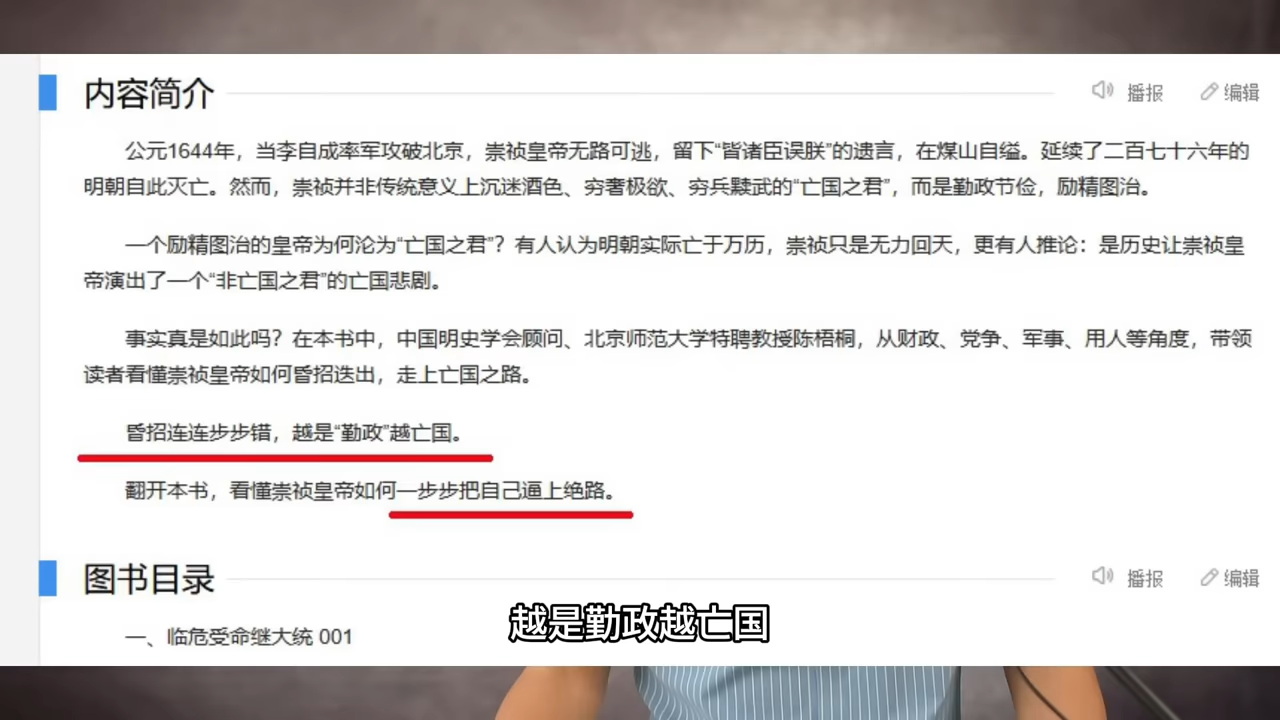 内容简介
播报
编辑
公元1644年，当李自成率军攻破北京，崇祯皇帝无路可逃，留下“皆诸臣误朕”的遗言，在煤山自缢。延续了二百七十六年的
明朝自此灭亡。然而，崇祯并非传统意义上沉迷酒色、穷奢极欲、穷兵黩武的“亡国之君”，而是勤政节俭，励精图治。
一个励精图治的皇帝为何沦为“亡国之君”？有人认为明朝实际亡于万历，崇祯只是无力回天，更有人推论：是历史让崇祯皇
帝演出了一个“非亡国之君”的亡国悲剧。
事实真是如此吗？在本书中，中国明史学会顾问、北京师范大学特聘教授陈梧桐，从财政、党争、军事、用人等角度，带领
读者看懂崇祯皇帝如何昏招迭出，走上亡国之路。
昏招连连步步错，越是“勤政”越亡国。
翻开本书，看懂崇祯皇帝如何一步步把自己逼上绝路。
图书目录
播报
编辑
一、临危受命继大统 001
越是勤政越亡国